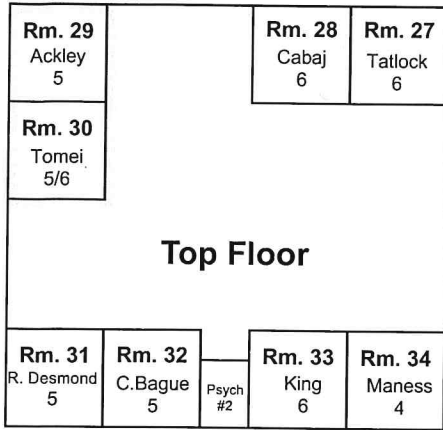 Rm. 29
Ackley
5
Rm. 28
Cabaj
6
Rm. 27
Tatlock
6
Rm. 30
Tomei
5/6
Top Floor
Rm. 31
R. Desmond
5
Rm. 32
C.Bague
5
Psych
#2
Rm. 33
King
6
Rm. 34
Maness
4